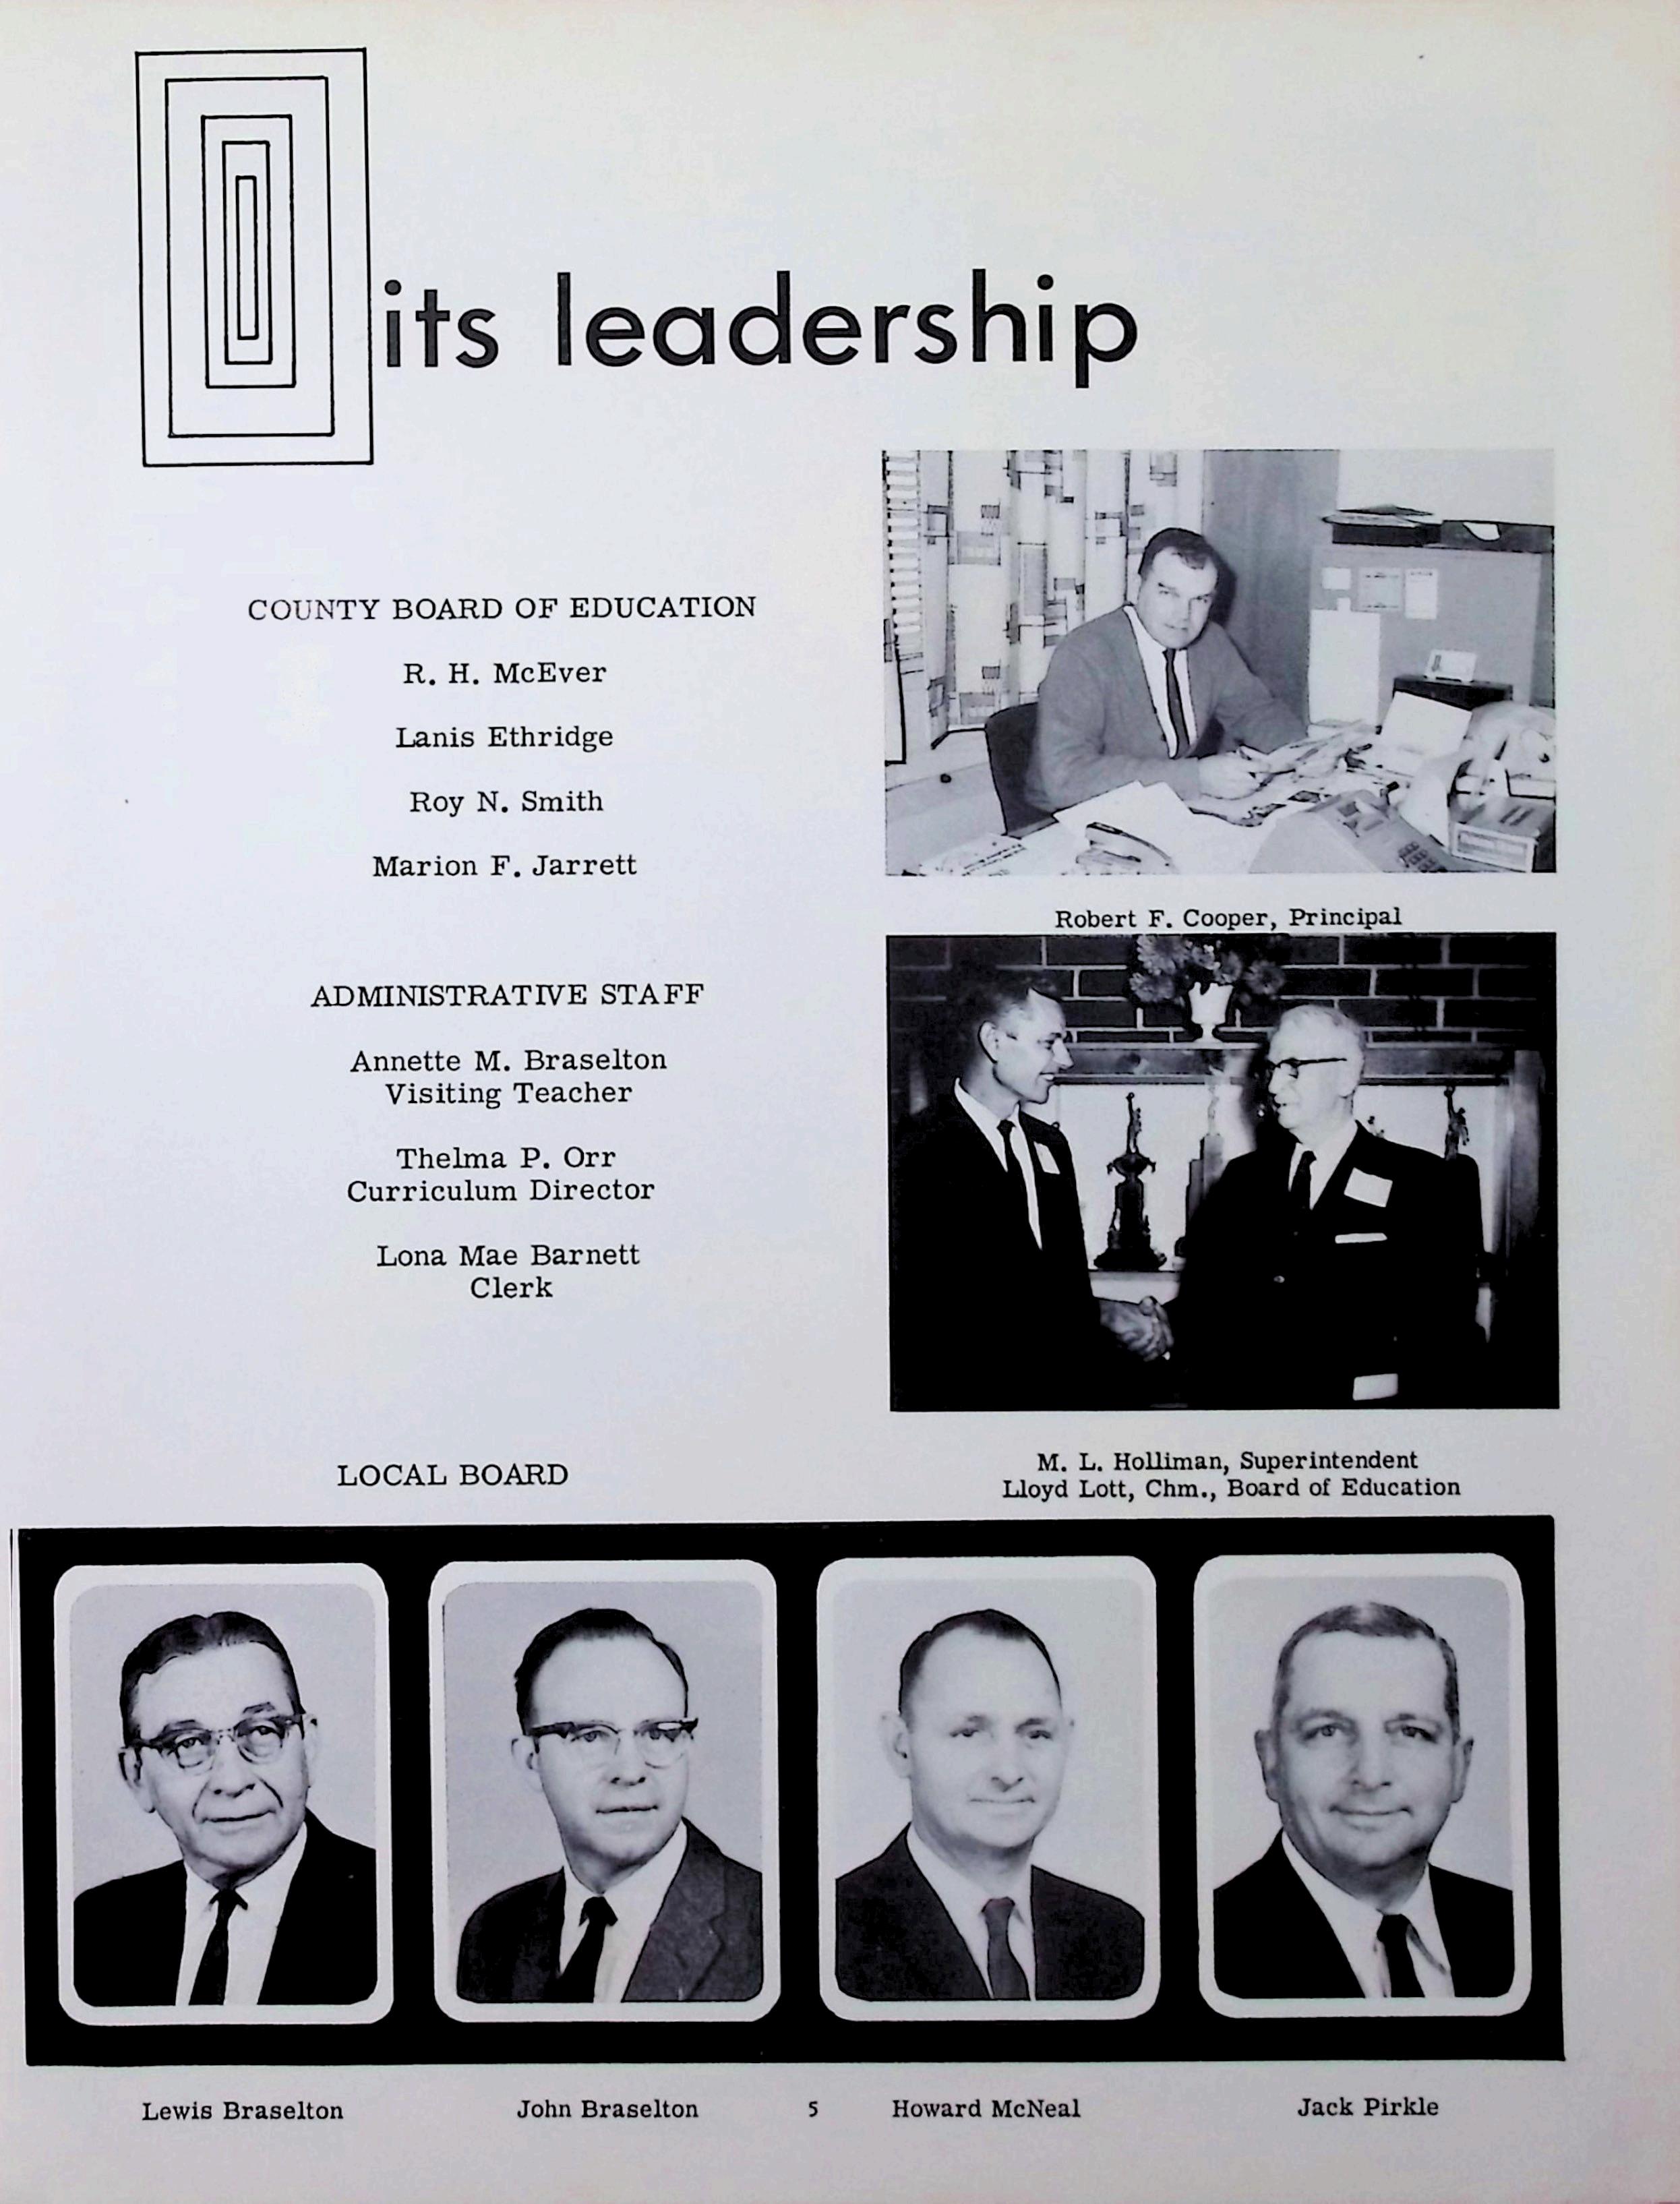 its leadership
COUNTY BOARD OF EDUCATION
R. H. McEver
Lanis Ethridge
Roy N. Smith
Marion F. Jarrett
ADMINISTRATIVE STAFF
Annette M. Braselton
Visiting Teacher
Thelma P. Orr
Curriculum Director
Lona Mae Barnett
Clerk
Robert F. Cooper, Principal
M. L. Holliman, Superintendent
Lloyd Lott, Chm., Board of Education
LOCAL BOARD
Lewis Braselton
John Braselton
5
Howard McNeal
Jack Pirkle